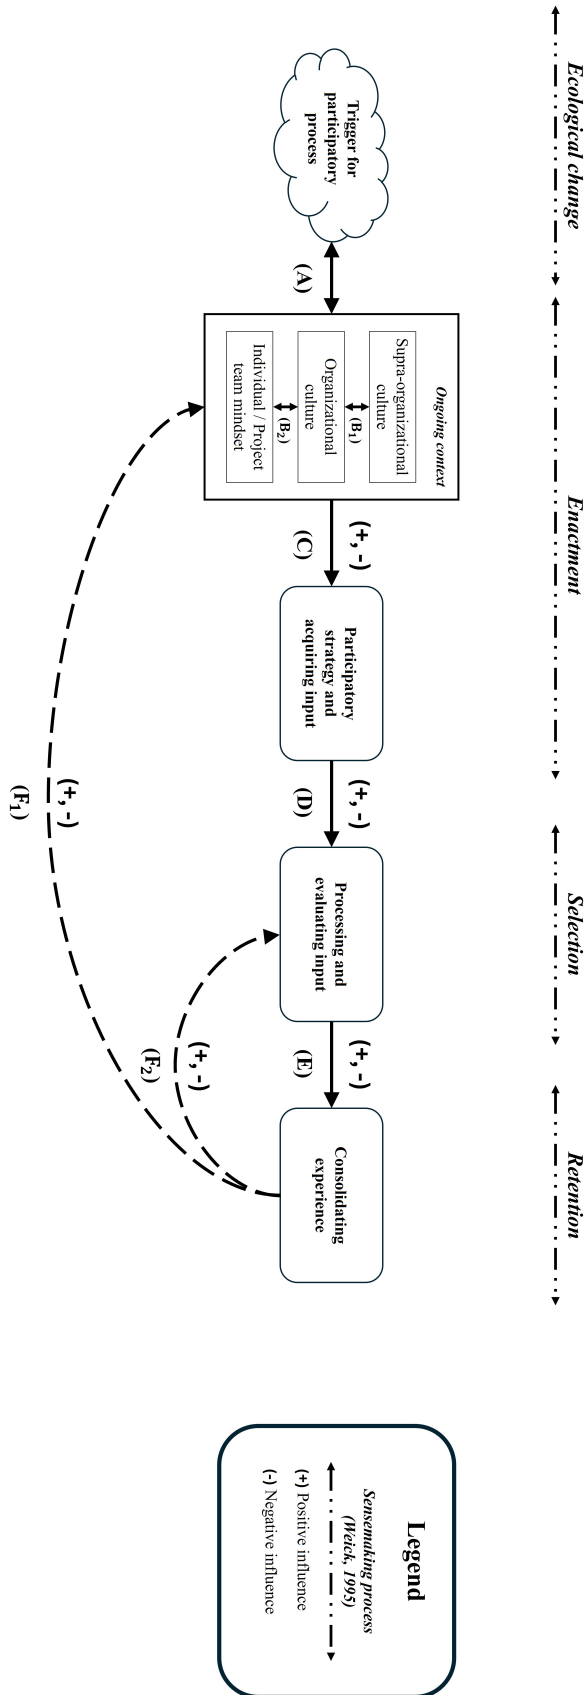 Ecological change
Enactment
Selection
Retention
Trigger for
participatory
process
(A)
Ongoing context
Supra-organizational
culture
(B1)
Organizational
culture
(B2)
Individual / Project
team mindset
(+, -)
(C)
Participatory
strategy and
acquiring input
(+, -)
(D)
Processing and
evaluating input
(+, -)
(E)
Consolidating
experience
(+, -)
(F2)
(+, -)
(F1)
Legend
Sensemaking process
(Weick, 1995)
(+) Positive influence
(-) Negative influence